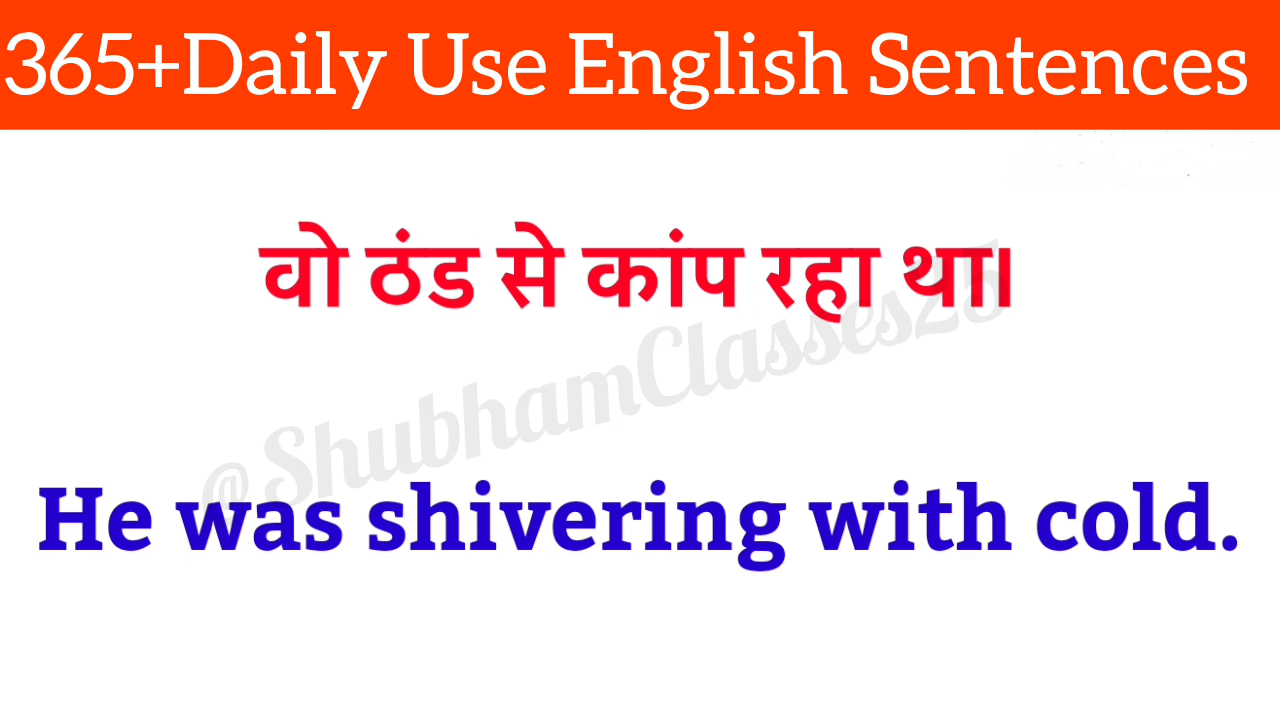 365+Daily Use English Sentences
वो ठंड से कांप रहा था।
@ShubhamClasses25
He was shivering with cold.